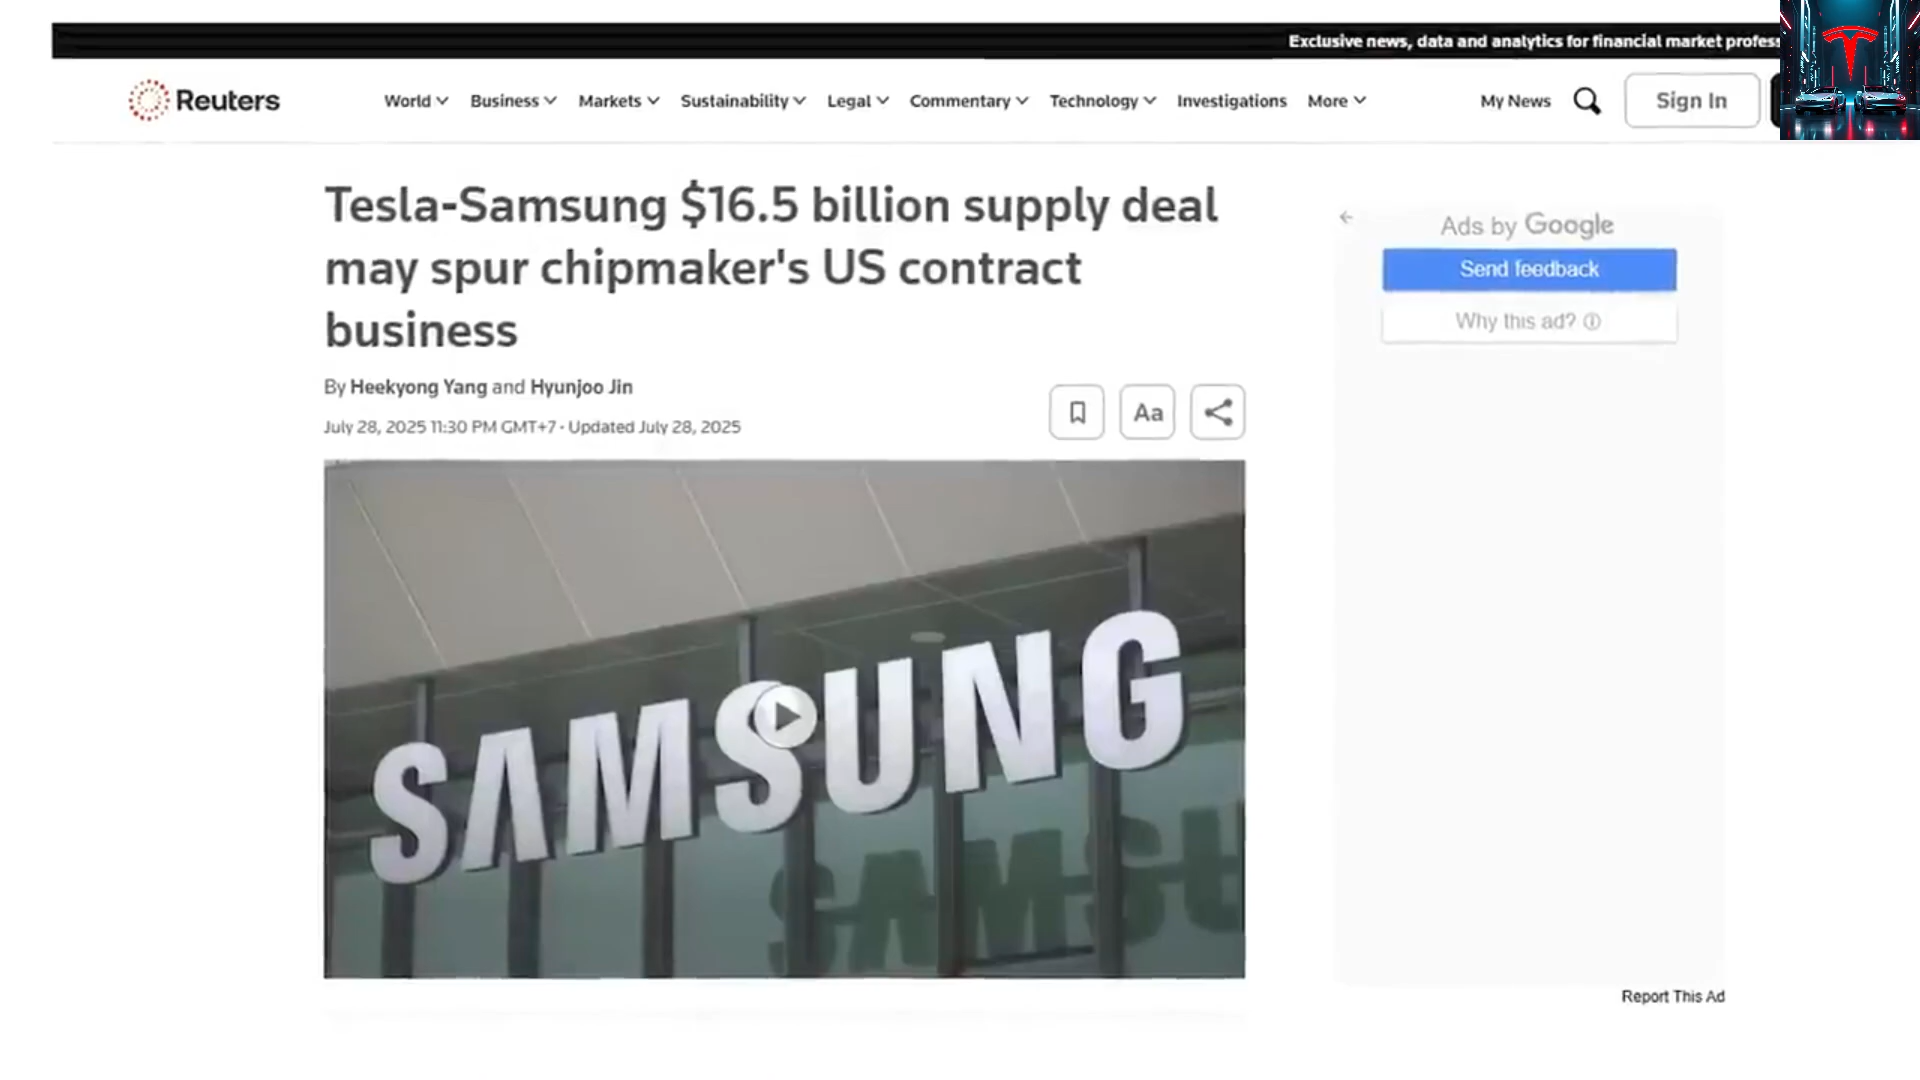 Exclusive news, data and analytics for financial market profess
Reuters
World Business Markets Sustainability Legal Commentary Technology Investigations More My News Sign In
Tesla-Samsung $16.5 billion supply deal
may spur chipmaker's US contract
business
By Heekyong Yang and Hyunjoo Jin
July 28, 2025 11:30 PM GMT+7 · Updated July 28, 2025
Aa
Ads by Google
Send feedback
Why this ad?
SAMSUNG
SAMSU
Report This Ad